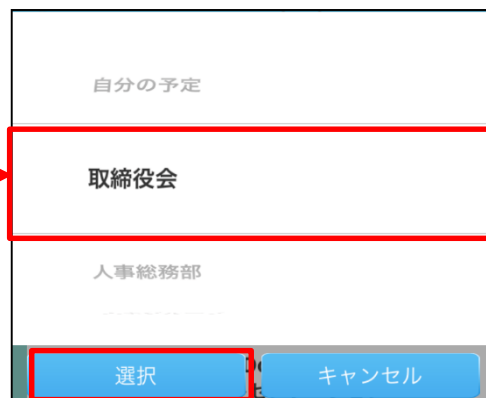 自分の予定
取締役会
人事総務部
選択
キャンセル